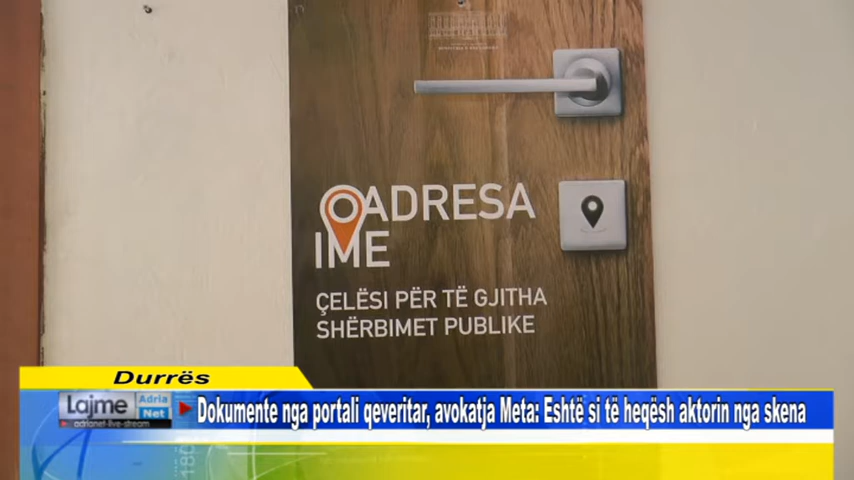 ADRESA
IME
ÇELËSI PËR TË GJITHA
SHËRBIMET PUBLIKE
Durrës
Lajme Adria Net
adrianet-live-stream
Dokumente nga portali qeveritar, avokatja Meta: Eshtë si të heqësh aktorin nga skena